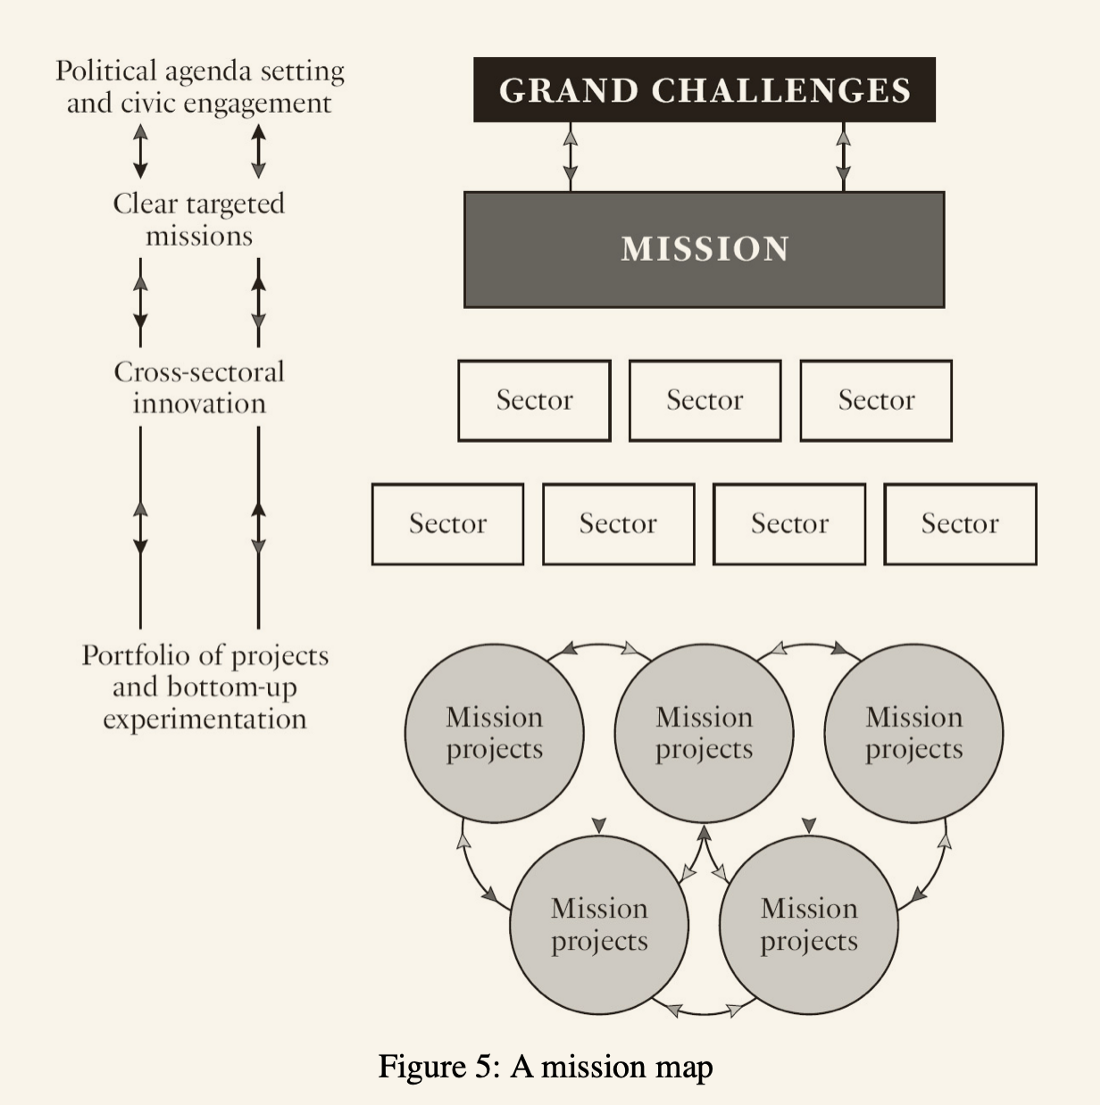 Political agenda setting
and civic engagement
GRAND CHALLENGES
Clear targeted
missions
MISSION
Cross-sectoral
innovation
Sector
Sector
Sector
Sector
Sector
Sector
Sector
Portfolio of projects
and bottom-up
experimentation
Mission
projects
Mission
projects
Mission
projects
Mission
projects
Mission
projects
Figure 5: A mission map